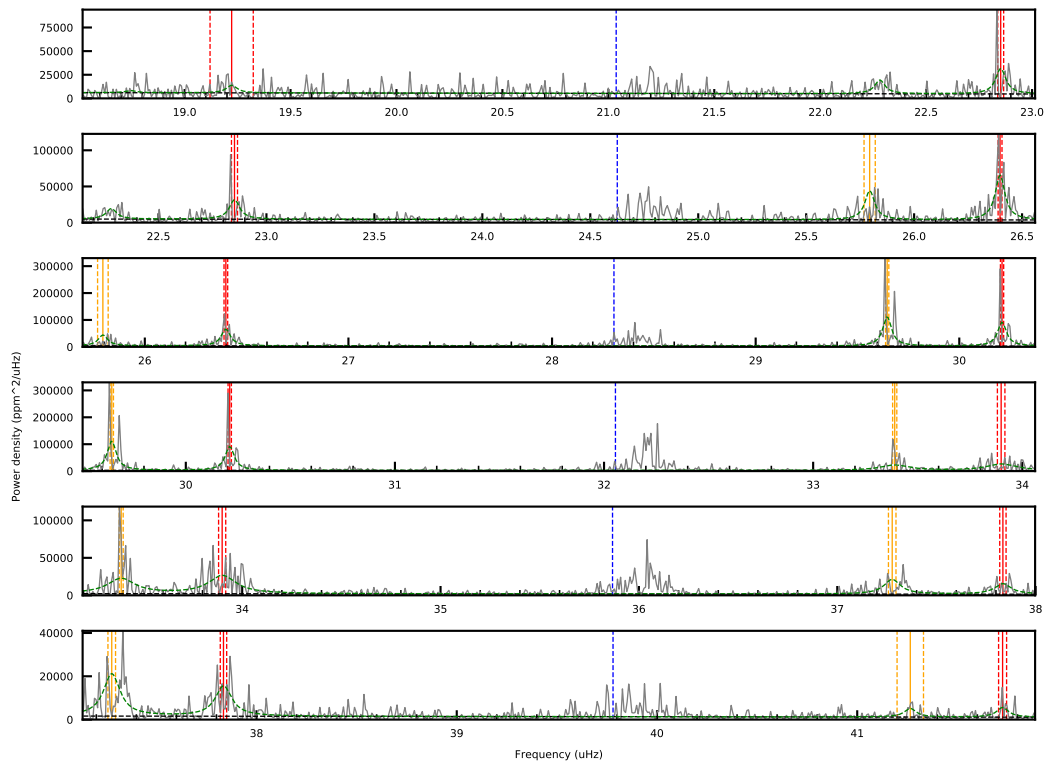 75000
50000
25000
0
19.0 19.5 20.0 20.5 21.0 21.5 22.0 22.5 23.0
100000
50000
0
22.5 23.0 23.5 24.0 24.5 25.0 25.5 26.0 26.5
300000
200000
100000
0
26 27 28 29 30
Power density (ppm^2/uHz)
300000
200000
100000
0
30 31 32 33 34
100000
50000
0
34 35 36 37 38
40000
20000
0
38 39 40 41
Frequency (uHz)